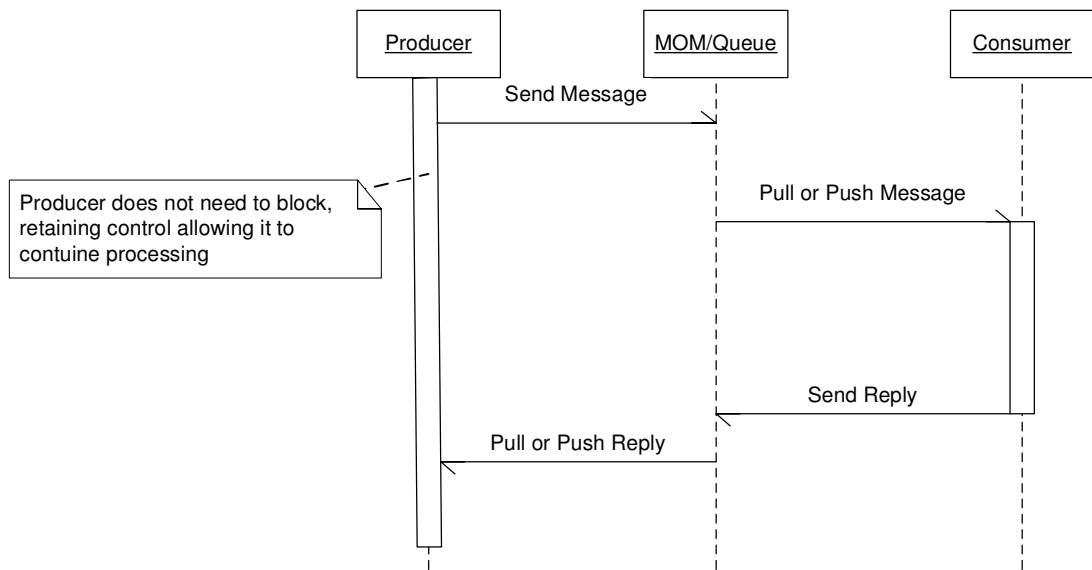 Producer
MOM/Queue
Consumer
Send Message
Producer does not need to block,
retaining control allowing it to
contuine processing
Pull or Push Message
Send Reply
Pull or Push Reply